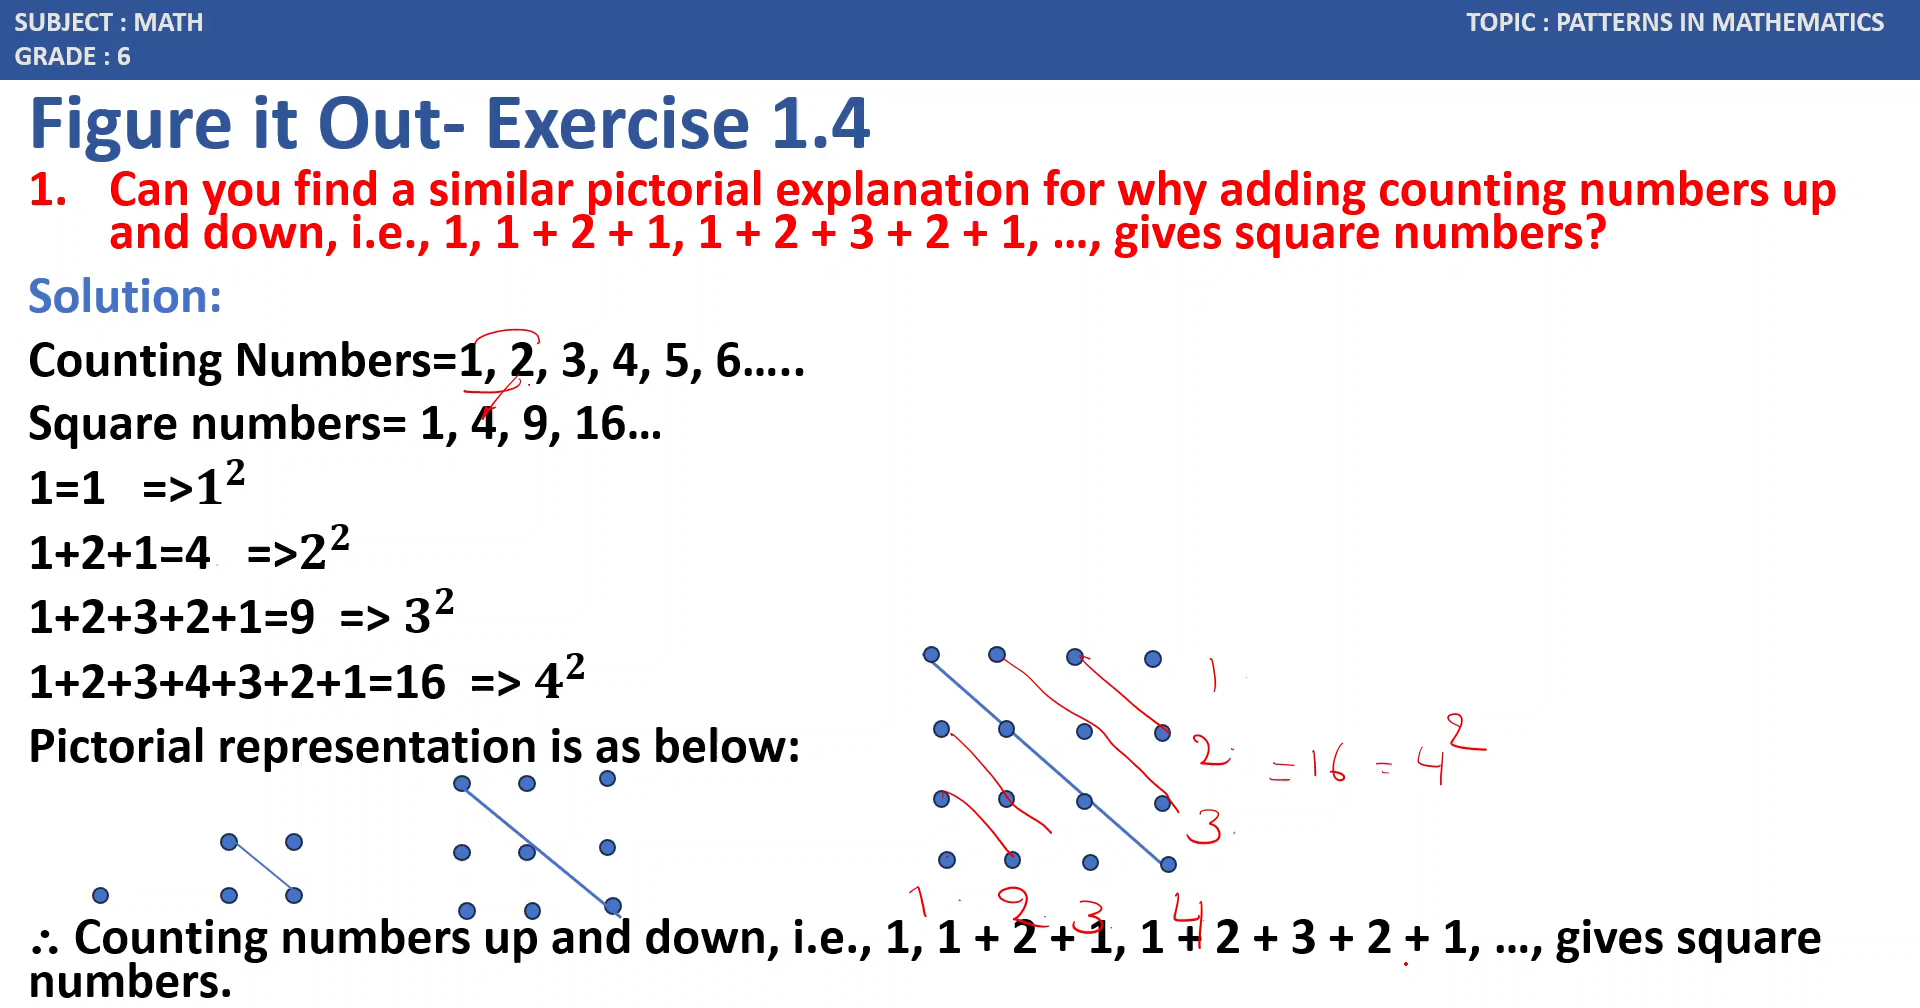 SUBJECT : MATH
TOPIC : PATTERNS IN MATHEMATICS
GRADE : 6
Figure it Out- Exercise 1.4
1. Can you find a similar pictorial explanation for why adding counting numbers up
and down, i.e., 1, 1 + 2 + 1, 1 + 2 + 3 + 2 + 1, ..., gives square numbers?
Solution:
Counting Numbers=1, 2, 3, 4, 5, 6.....
Square numbers= 1, 4, 9, 16...
1=1 =>1²
1+2+1=4 =>2²
1+2+3+2+1=9 => 3²
1+2+3+4+3+2+1=16 => 4²
Pictorial representation is as below:
1
2 = 16 = 4²
3
1 2 3 4
∴ Counting numbers up and down, i.e., 1, 1 + 2 + 1, 1 + 2 + 3 + 2 + 1, ..., gives square
numbers.